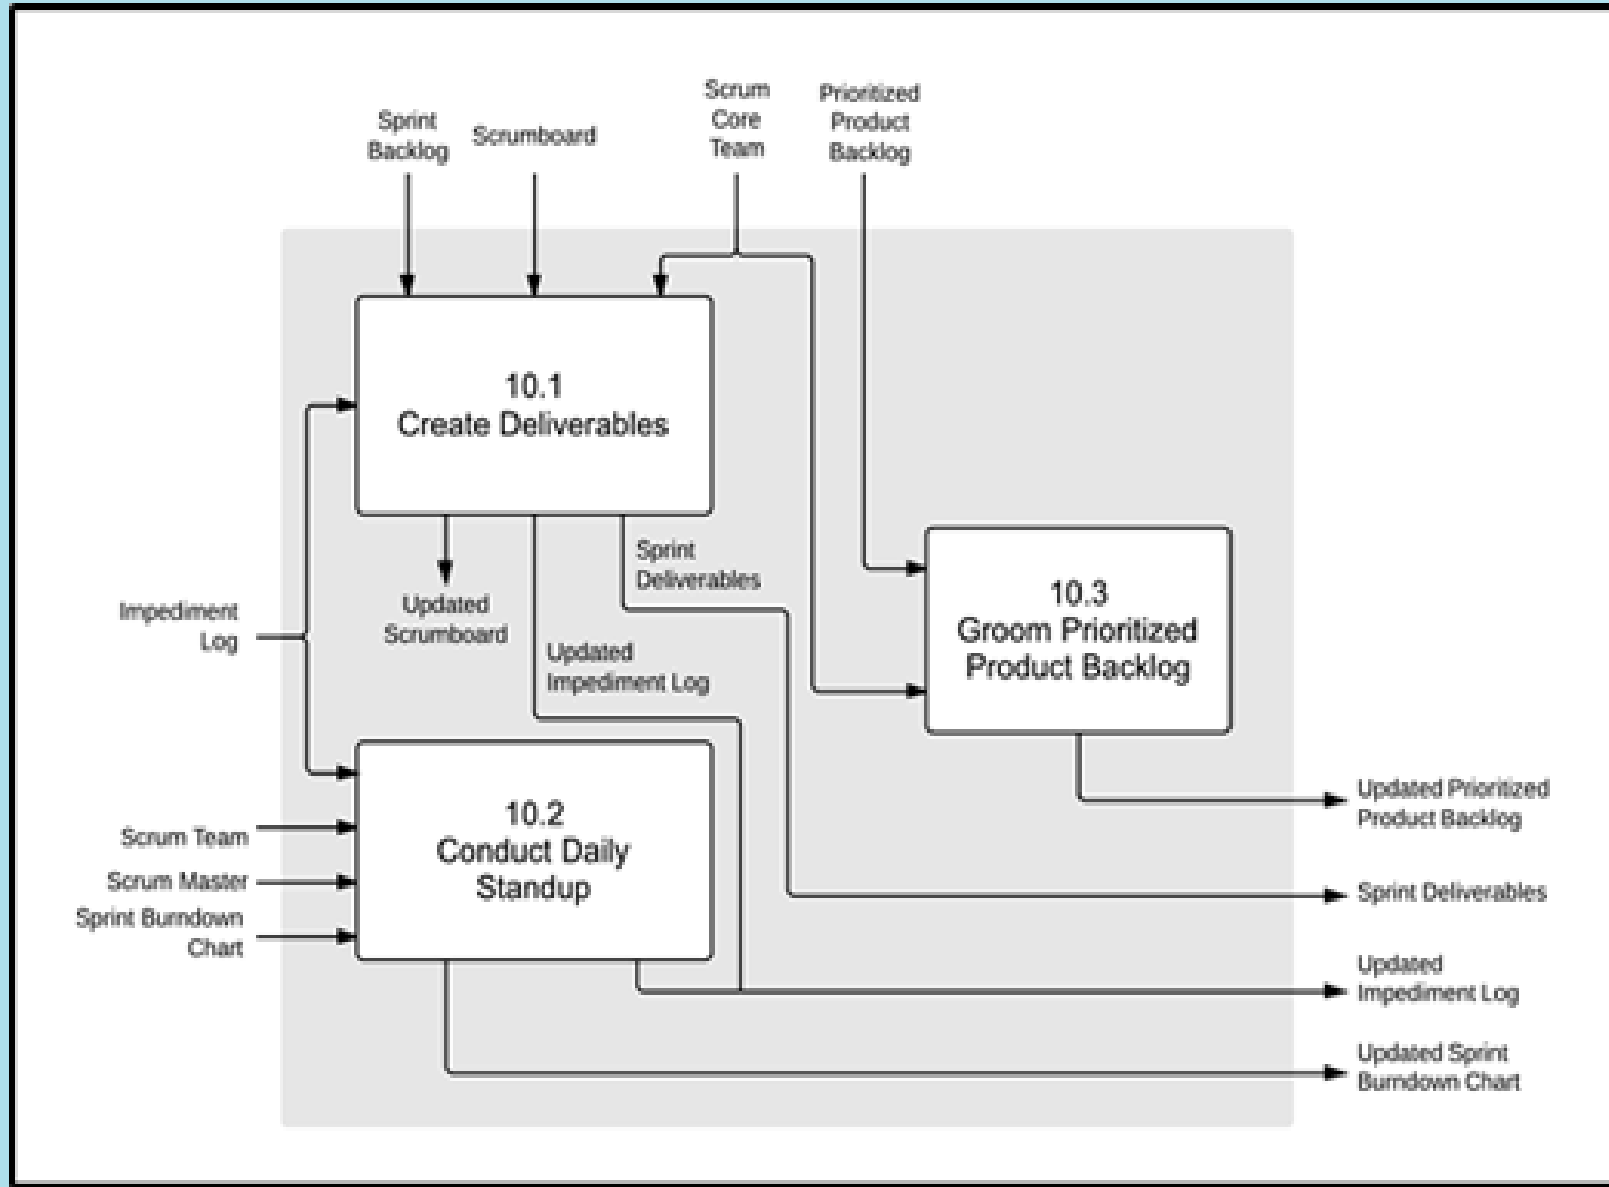 Sprint
Backlog
Scrumboard
Scrum
Core
Team
Prioritized
Product
Backlog
10.1
Create Deliverables
Sprint
Deliverables
Updated
Scrumboard
Updated
Impediment Log
Impediment
Log
10.3
Groom Prioritized
Product Backlog
10.2
Conduct Daily
Standup
Scrum Team
Scrum Master
Sprint Burndown
Chart
Updated Prioritized
Product Backlog
Sprint Deliverables
Updated
Impediment Log
Updated Sprint
Burndown Chart